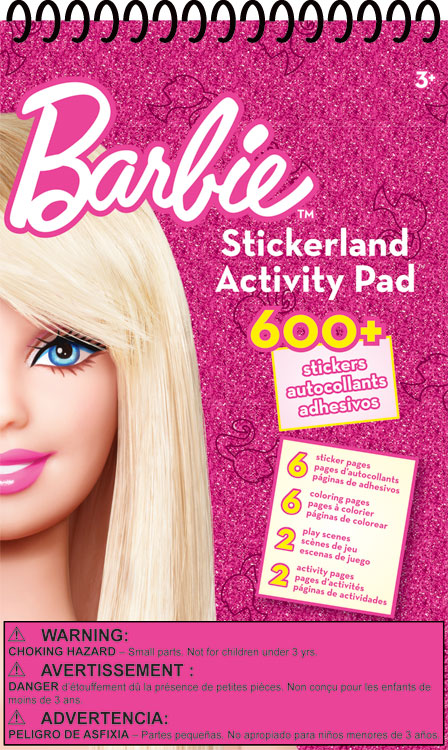 3+
Barbie™
Stickerland
Activity Pad
600+
stickers
autocollants
adhesivos
6 sticker pages
pages d'autocollants
páginas de adhesivos
6 coloring pages
pages à colorier
páginas de colorear
2 play scenes
scènes de jeu
escenas de juego
2 activity pages
pages d'activités
páginas de actividades
WARNING:
CHOKING HAZARD – Small parts. Not for children under 3 yrs.
AVERTISSEMENT :
DANGER d'étouffement dû la présence de petites pièces. Non conçu pour les enfants de
moins de 3 ans
ADVERTENCIA:
PELIGRO DE ASFIXIA – Partes pequeñas. No apropiado para niños menores de 3 años